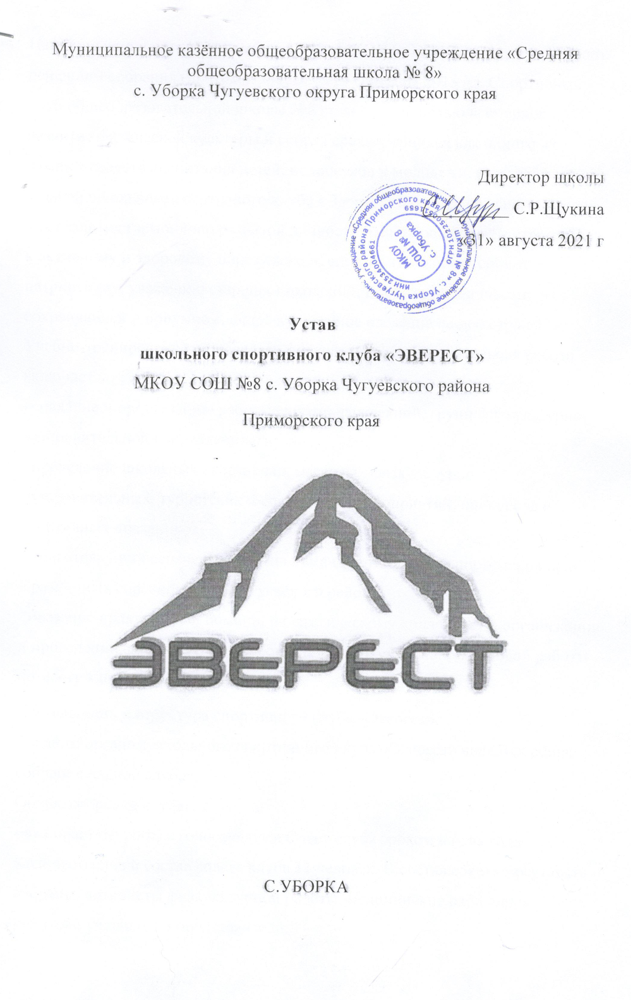 Муниципальное казённое общеобразовательное учреждение «Средняя
общеобразовательная школа № 8»
с. Уборка Чугуевского округа Приморского края
Директор школы
С.Р.Щукина
«31» августа 2021 г
Муниципальное казённое общеобразовательное учреждение «Средняя общеобразовательная
школа № 8» с. Уборка Чугуевского района Приморского края
ИНН 2534004661
ОГРН 1022500511659
МКОУ
СОШ № 8
с. Уборка
Устав
школьного спортивного клуба «ЭВЕРЕСТ»
МКОУ СОШ №8 с. Уборка Чугуевского района
Приморского края
ЭВЕРЕСТ
С.УБОРКА